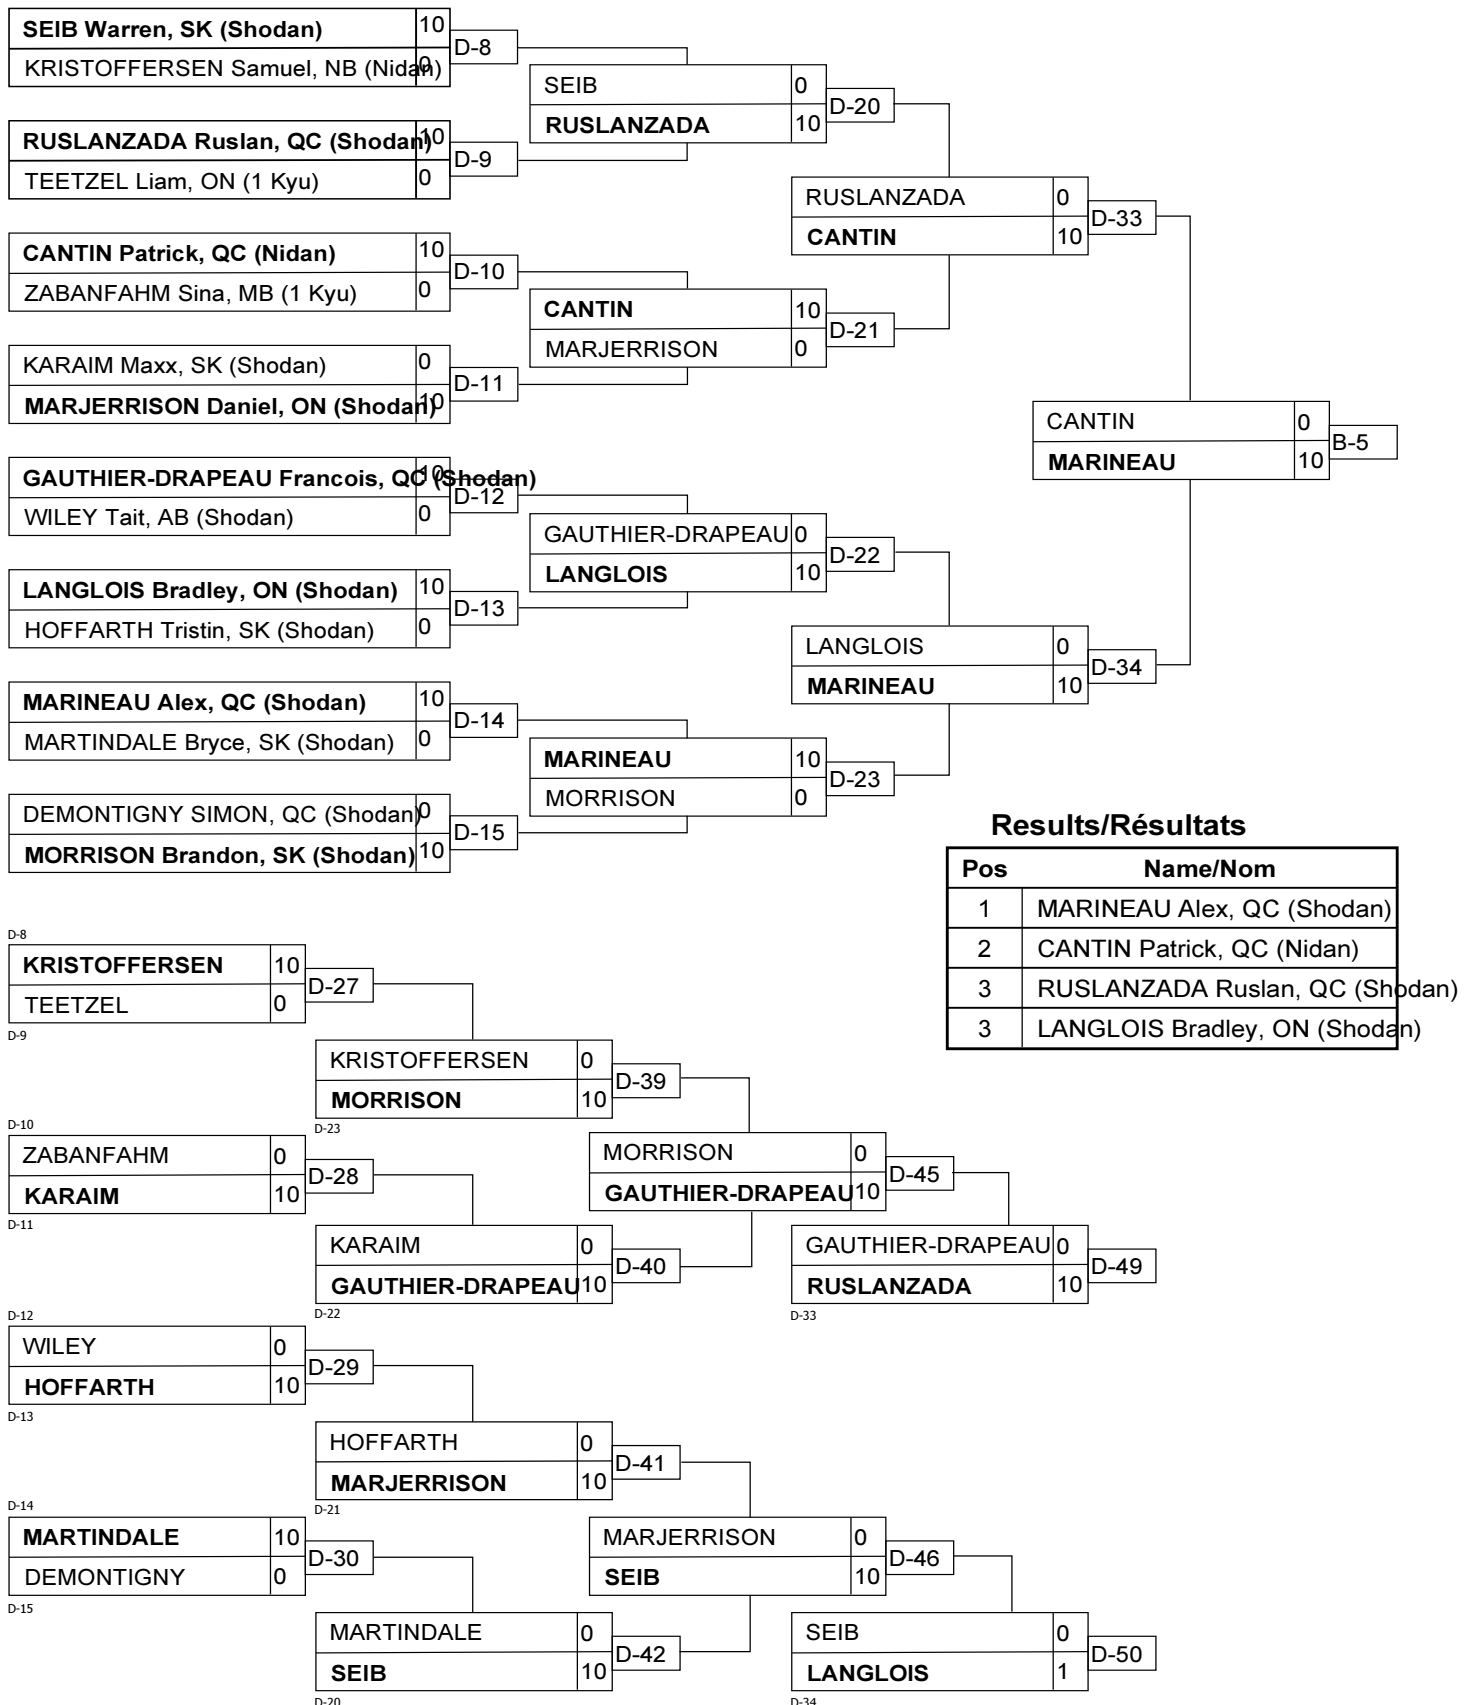 SEIB Warren, SK (Shodan) 10
D-8
KRISTOFFERSEN Samuel, NB (Nidan) 0
SEIB 0
D-20
RUSLANZADA 10
RUSLANZADA Ruslan, QC (Shodan) 10
D-9
TEETZEL Liam, ON (1 Kyu) 0
RUSLANZADA 0
D-33
CANTIN 10
CANTIN Patrick, QC (Nidan) 10
D-10
ZABANFAHM Sina, MB (1 Kyu) 0
CANTIN 10
D-21
MARJERRISON 0
KARAIM Maxx, SK (Shodan) 0
D-11
MARJERRISON Daniel, ON (Shodan) 10
CANTIN 0
B-5
MARINEAU 10
GAUTHIER-DRAPEAU Francois, QC (Shodan) 10
D-12
WILEY Tait, AB (Shodan) 0
GAUTHIER-DRAPEAU 0
D-22
LANGLOIS 10
LANGLOIS Bradley, ON (Shodan) 10
D-13
HOFFARTH Tristin, SK (Shodan) 0
LANGLOIS 0
D-34
MARINEAU 10
MARINEAU Alex, QC (Shodan) 10
D-14
MARTINDALE Bryce, SK (Shodan) 0
MARINEAU 10
D-23
MORRISON 0
DEMONTIGNY SIMON, QC (Shodan) 0
D-15
MORRISON Brandon, SK (Shodan) 10
Results/Résultats
Pos Name/Nom
1 MARINEAU Alex, QC (Shodan)
2 CANTIN Patrick, QC (Nidan)
3 RUSLANZADA Ruslan, QC (Shodan)
3 LANGLOIS Bradley, ON (Shodan)
D-8
KRISTOFFERSEN 10
D-27
TEETZEL 0
D-9
KRISTOFFERSEN 0
D-39
MORRISON 10
D-23
D-10
ZABANFAHM 0
D-28
KARAIM 10
D-11
MORRISON 0
D-45
GAUTHIER-DRAPEAU 10
KARAIM 0
D-40
GAUTHIER-DRAPEAU 10
D-22
GAUTHIER-DRAPEAU 0
D-49
RUSLANZADA 10
D-33
D-12
WILEY 0
D-29
HOFFARTH 10
D-13
HOFFARTH 0
D-41
MARJERRISON 10
D-21
D-14
MARTINDALE 10
D-30
DEMONTIGNY 0
D-15
MARJERRISON 0
D-46
SEIB 10
MARTINDALE 0
D-42
SEIB 10
D-20
SEIB 0
D-50
LANGLOIS 1
D-34